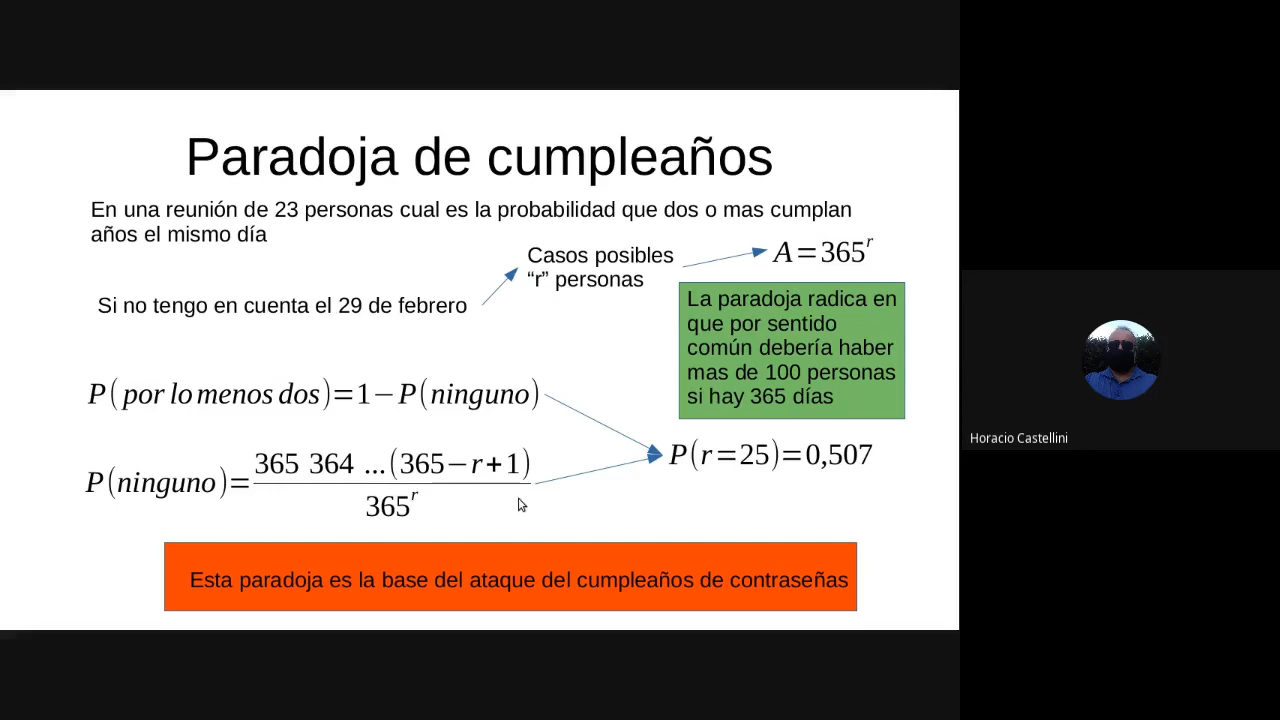 Paradoja de cumpleaños
En una reunión de 23 personas cual es la probabilidad que dos o mas cumplan
años el mismo día
Casos posibles
“r” personas
A=365^r
Si no tengo en cuenta el 29 de febrero
La paradoja radica en
que por sentido
común debería haber
mas de 100 personas
si hay 365 días
P(por lo menos dos)=1−P(ninguno)
P(ninguno)=
365 364 ...(365−r+1)
365^r
P(r=25)=0,507
Esta paradoja es la base del ataque del cumpleaños de contraseñas
Horacio Castellini